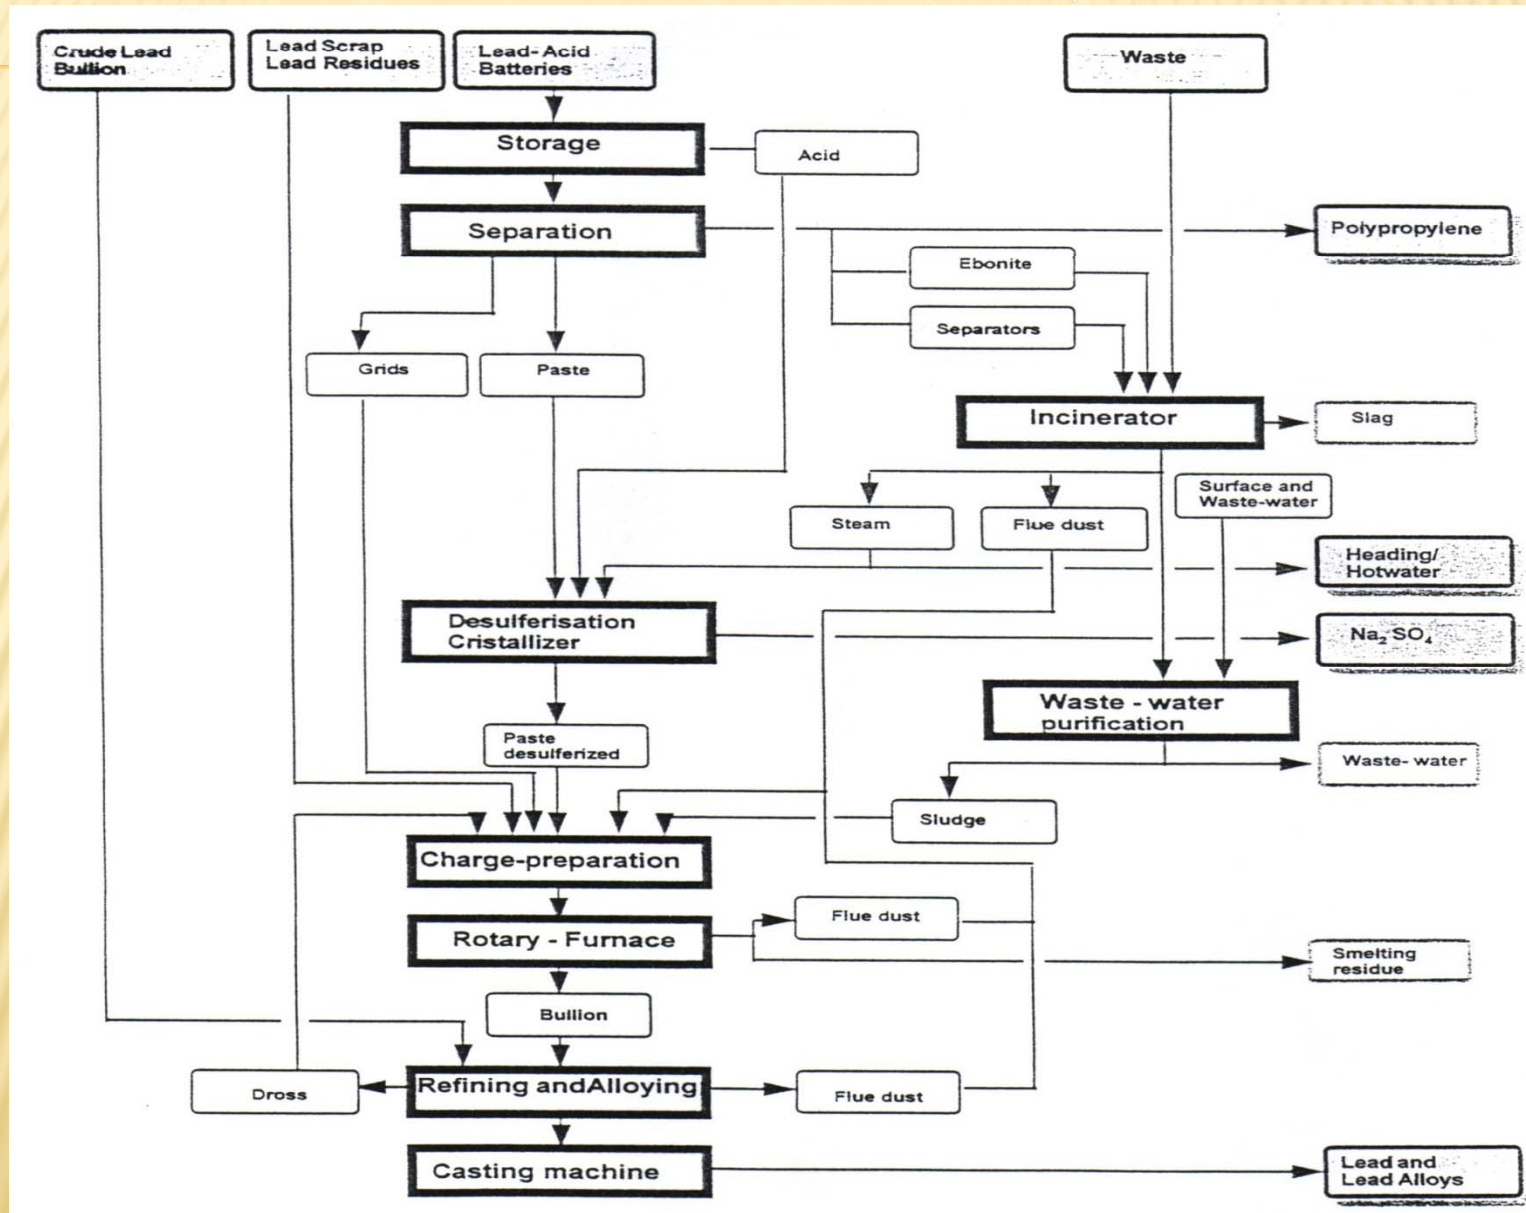 Crude Lead
Bullion
Lead Scrap
Lead Residues
Lead-Acid
Batteries
Waste
Storage
Acid
Separation
Polypropylene
Ebonite
Separators
Grids
Paste
Incinerator
Slag
Steam
Flue dust
Surface and
Waste-water
Heading/
Hotwater
Desulferisation
Cristallizer
Na₂ SO₄
Waste - water
purification
Paste
desulferized
Waste- water
Sludge
Charge-preparation
Flue dust
Rotary - Furnace
Smelting
residue
Bullion
Refining andAlloying
Dross
Flue dust
Casting machine
Lead and
Lead Alloys